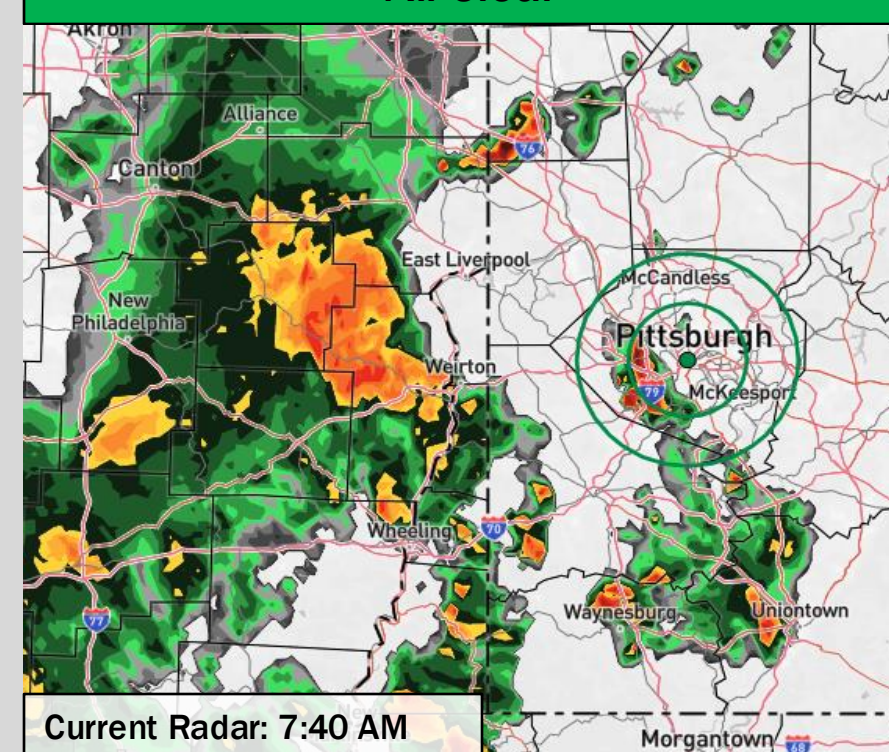 Akron
Alliance
76
Canton
East Liverpool
McCandless
New
Philadelphia
Pittsburgh
Weirton
79
McKeesport
Wheeling
70
Waynesburg
Uniontown
77
Current Radar: 7:40 AM
New
Morgantown
68